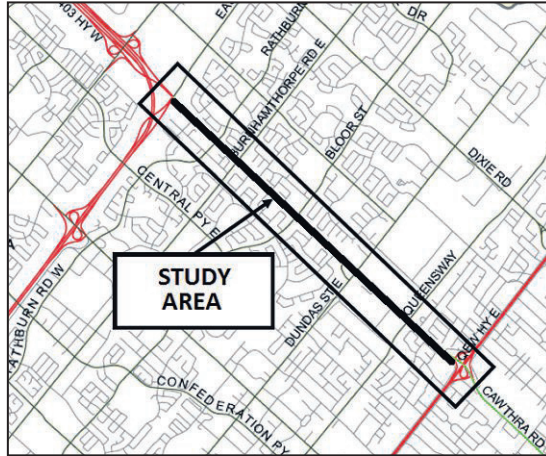 403 HY W
EA
DR
RATHBURN
BURNHAMTHORPE RD E
BLOOR ST
DIXIE RD
CENTRAL PY E
STUDY
AREA
RATHBURN RD W
DUNDAS ST E
QUEENSWAY
QEW HY E
CAWTHRA RD
CONFEDERATION PY